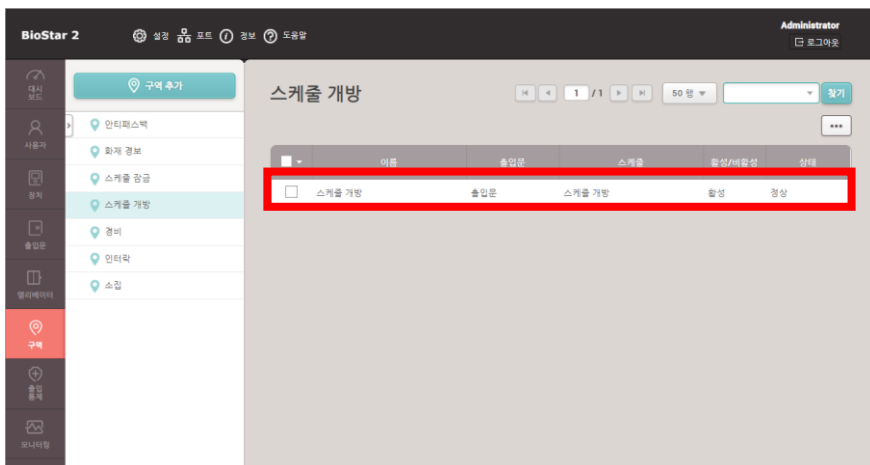 BioStar 2
설정 포트 정보 도움말
Administrator
로그아웃
대시
보드
사용자
장치
출입문
엘리베이터
구역
출입
통제
모니터링
구역 추가
안티패스백
화재 경보
스케줄 잠금
스케줄 개방
경비
인터락
소집
스케줄 개방
1 / 1
50 행
찾기
이름 출입문 스케줄 활성/비활성 상태
스케줄 개방 출입문 스케줄 개방 활성 정상